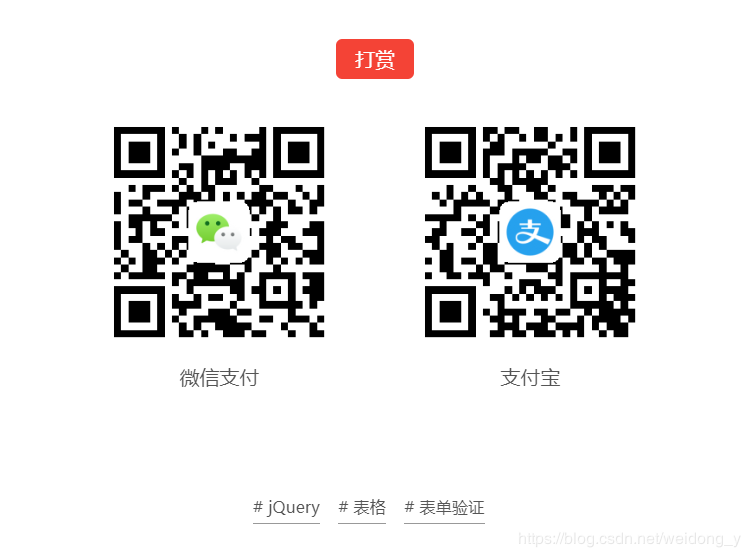 打赏
支
微信支付 支付宝
# jQuery # 表格 # 表单验证
https://blog.csdn.net/weidong_y